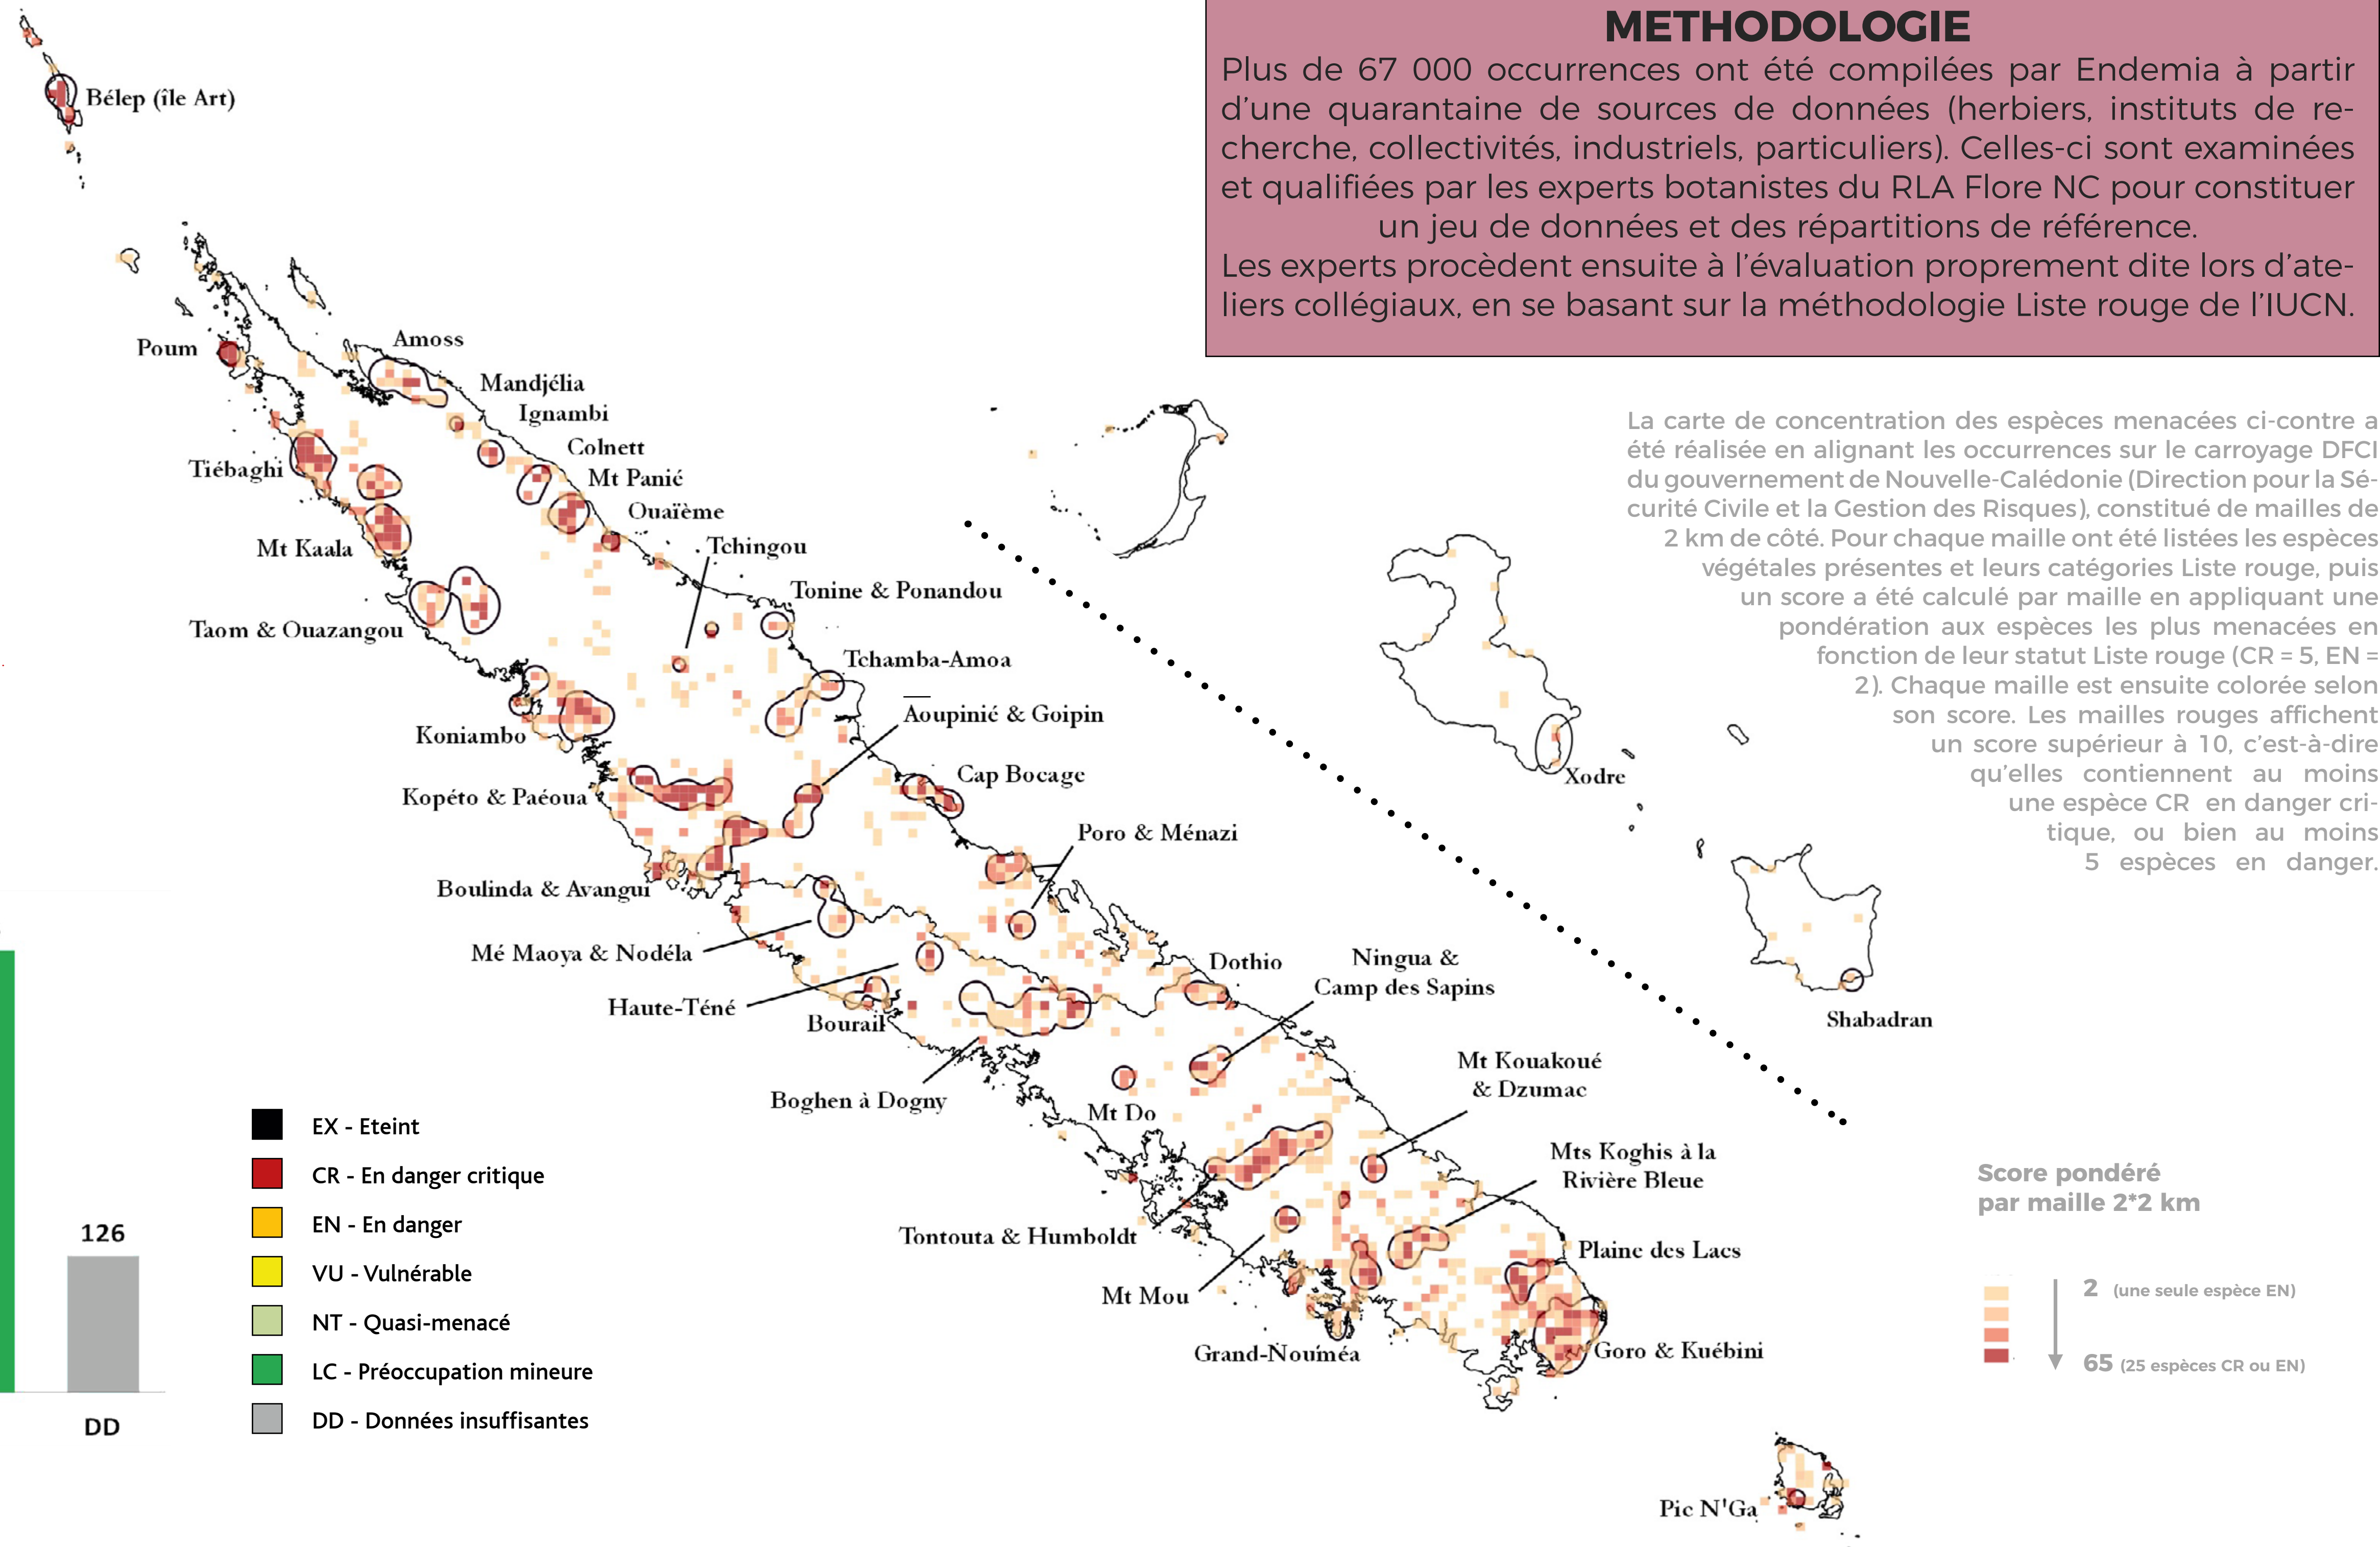 METHODOLOGIE
Plus de 67 000 occurrences ont été compilées par Endemia à partir
d'une quarantaine de sources de données (herbiers, instituts de re-
cherche, collectivités, industriels, particuliers). Celles-ci sont examinées
et qualifiées par les experts botanistes du RLA Flore NC pour constituer
un jeu de données et des répartitions de référence.
Les experts procèdent ensuite à l'évaluation proprement dite lors d'ate-
liers collégiaux, en se basant sur la méthodologie Liste rouge de l'IUCN.
La carte de concentration des espèces menacées ci-contre a
été réalisée en alignant les occurrences sur le carroyage DFCI
du gouvernement de Nouvelle-Calédonie (Direction pour la Sé-
curité Civile et la Gestion des Risques), constitué de mailles de
2 km de côté. Pour chaque maille ont été listées les espèces
végétales présentes et leurs catégories Liste rouge, puis
un score a été calculé par maille en appliquant une
pondération aux espèces les plus menacées en
fonction de leur statut Liste rouge (CR = 5, EN =
2). Chaque maille est ensuite colorée selon
son score. Les mailles rouges affichent
un score supérieur à 10, c'est-à-dire
qu'elles contiennent au moins
une espèce CR en danger cri-
tique, ou bien au moins
5 espèces en danger.
Bélep (île Art)
Poum
Amoss
Mandjélia
Ignambi
Colnett
Mt Panié
Ouaïème
Tiébaghi
Mt Kaala
Tchingou
Tonine & Ponandou
Taom & Ouazangou
Tchamba-Amoa
Aoupinié & Goipin
Koniambo
Cap Bocage
Kopéto & Paéoua
Poro & Ménazi
Boulinda & Avangui
Mé Maoya & Nodéla
Haute-Téné
Bourail
Boghen à Dogny
Dothio
Ningua &
Camp des Sapins
Mt Do
Mt Kouakoué
& Dzumac
Mts Koghis à la
Rivière Bleue
Tontouta & Humboldt
Mt Mou
Grand-Nouméa
Plaine des Lacs
Goro & Kuébini
Pic N'Ga
Xodre
Shabadran
126
DD
EX - Eteint
CR - En danger critique
EN - En danger
VU - Vulnérable
NT - Quasi-menacé
LC - Préoccupation mineure
DD - Données insuffisantes
Score pondéré
par maille 2*2 km
2 (une seule espèce EN)
65 (25 espèces CR ou EN)